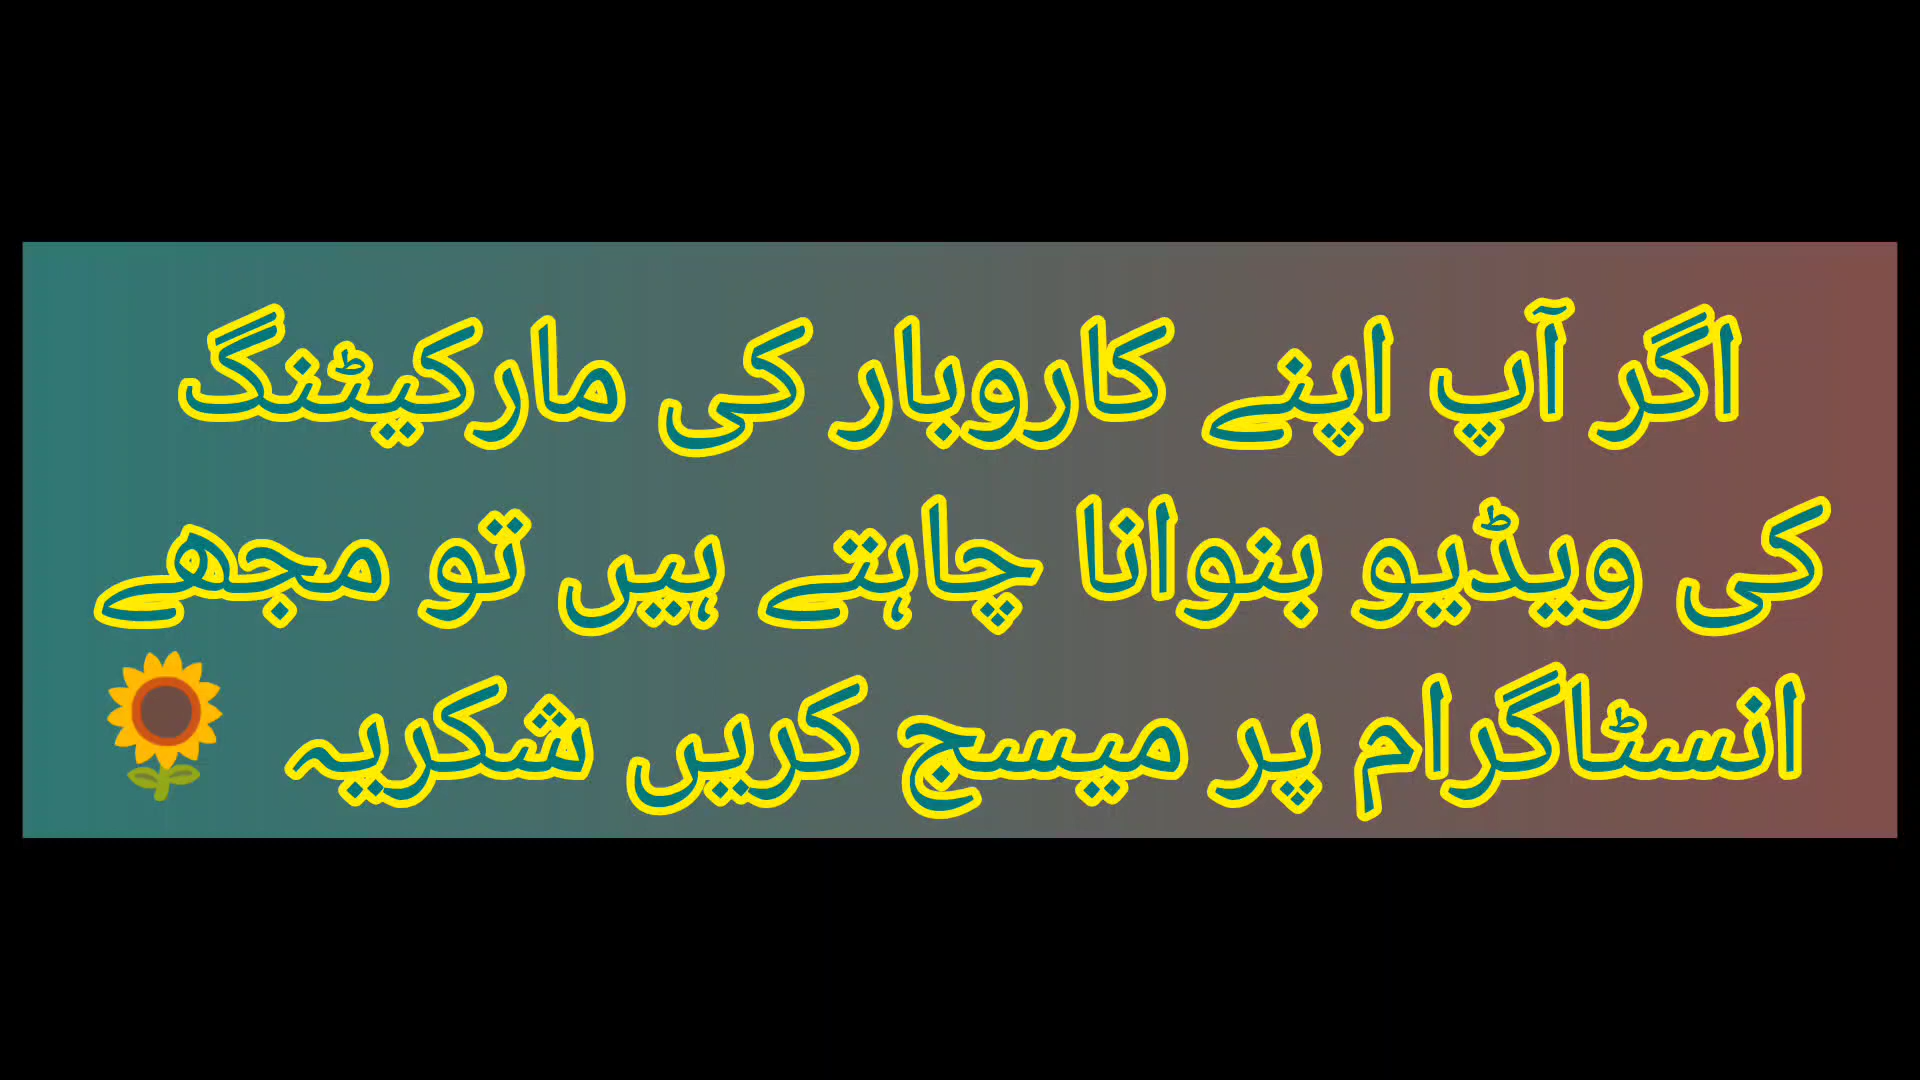 اگر آپ اپنے کاروبار کی مارکیٹنگ
کی ویڈیو بنوانا چاہتے ہیں تو مجھے
انسٹاگرام پر میسج کریں شکریہ 🌻